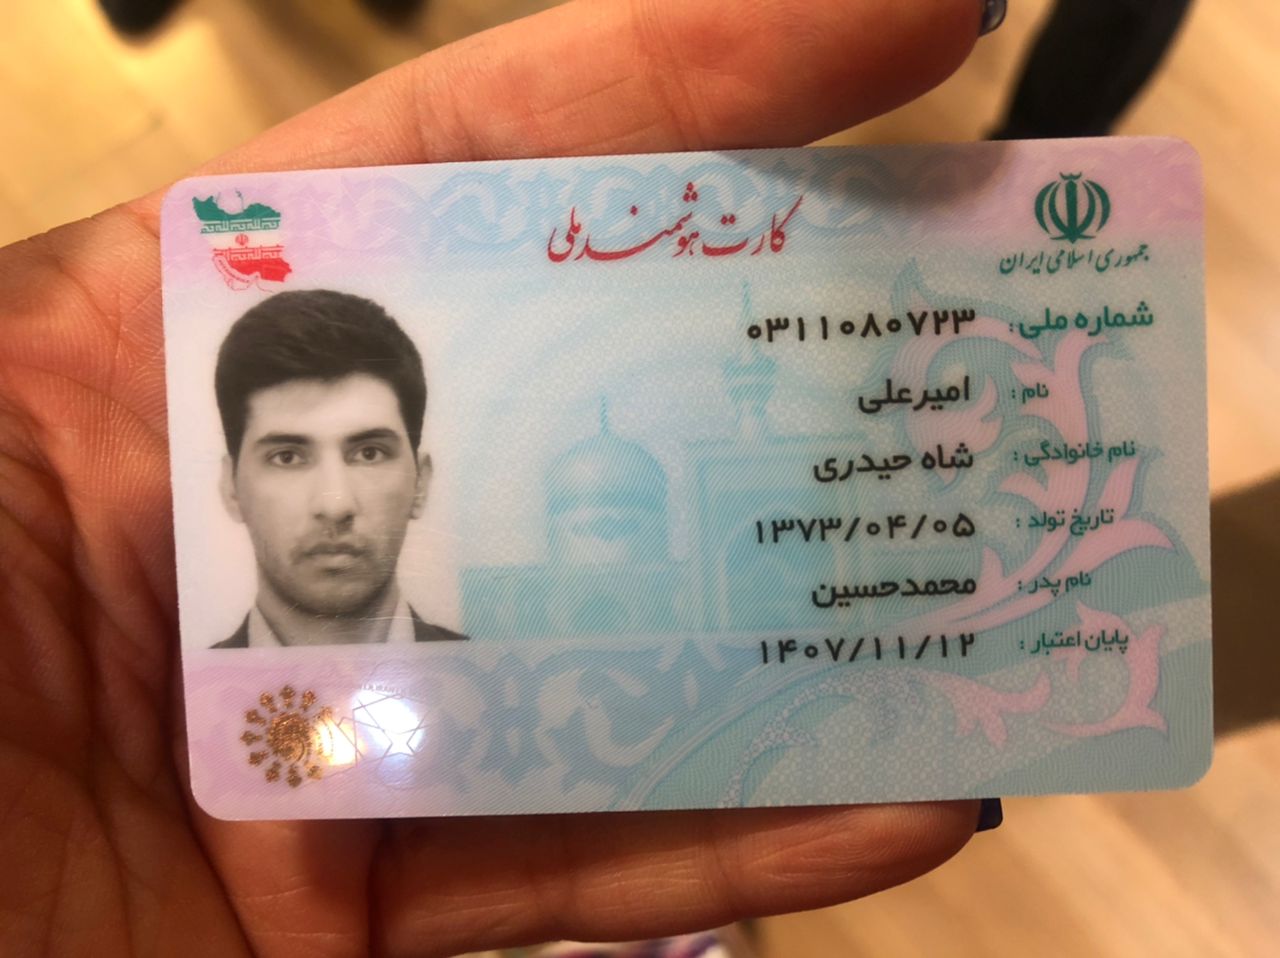 کارت هوشمند ملی
جمهوری اسلامی ایران
شماره ملی: ۰۳۱۱۰۸۰۷۲۳
نام: امیرعلی
نام خانوادگی: شاه حیدری
تاریخ تولد: ۱۳۷۳/۰۴/۰۵
نام پدر: محمدحسین
پایان اعتبار: ۱۴۰۷/۱۱/۱۲